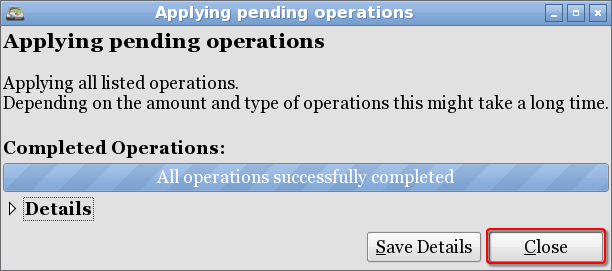 Applying pending operations
Applying pending operations
Applying all listed operations.
Depending on the amount and type of operations this might take a long time.
Completed Operations:
All operations successfully completed
Details
Save Details
Close